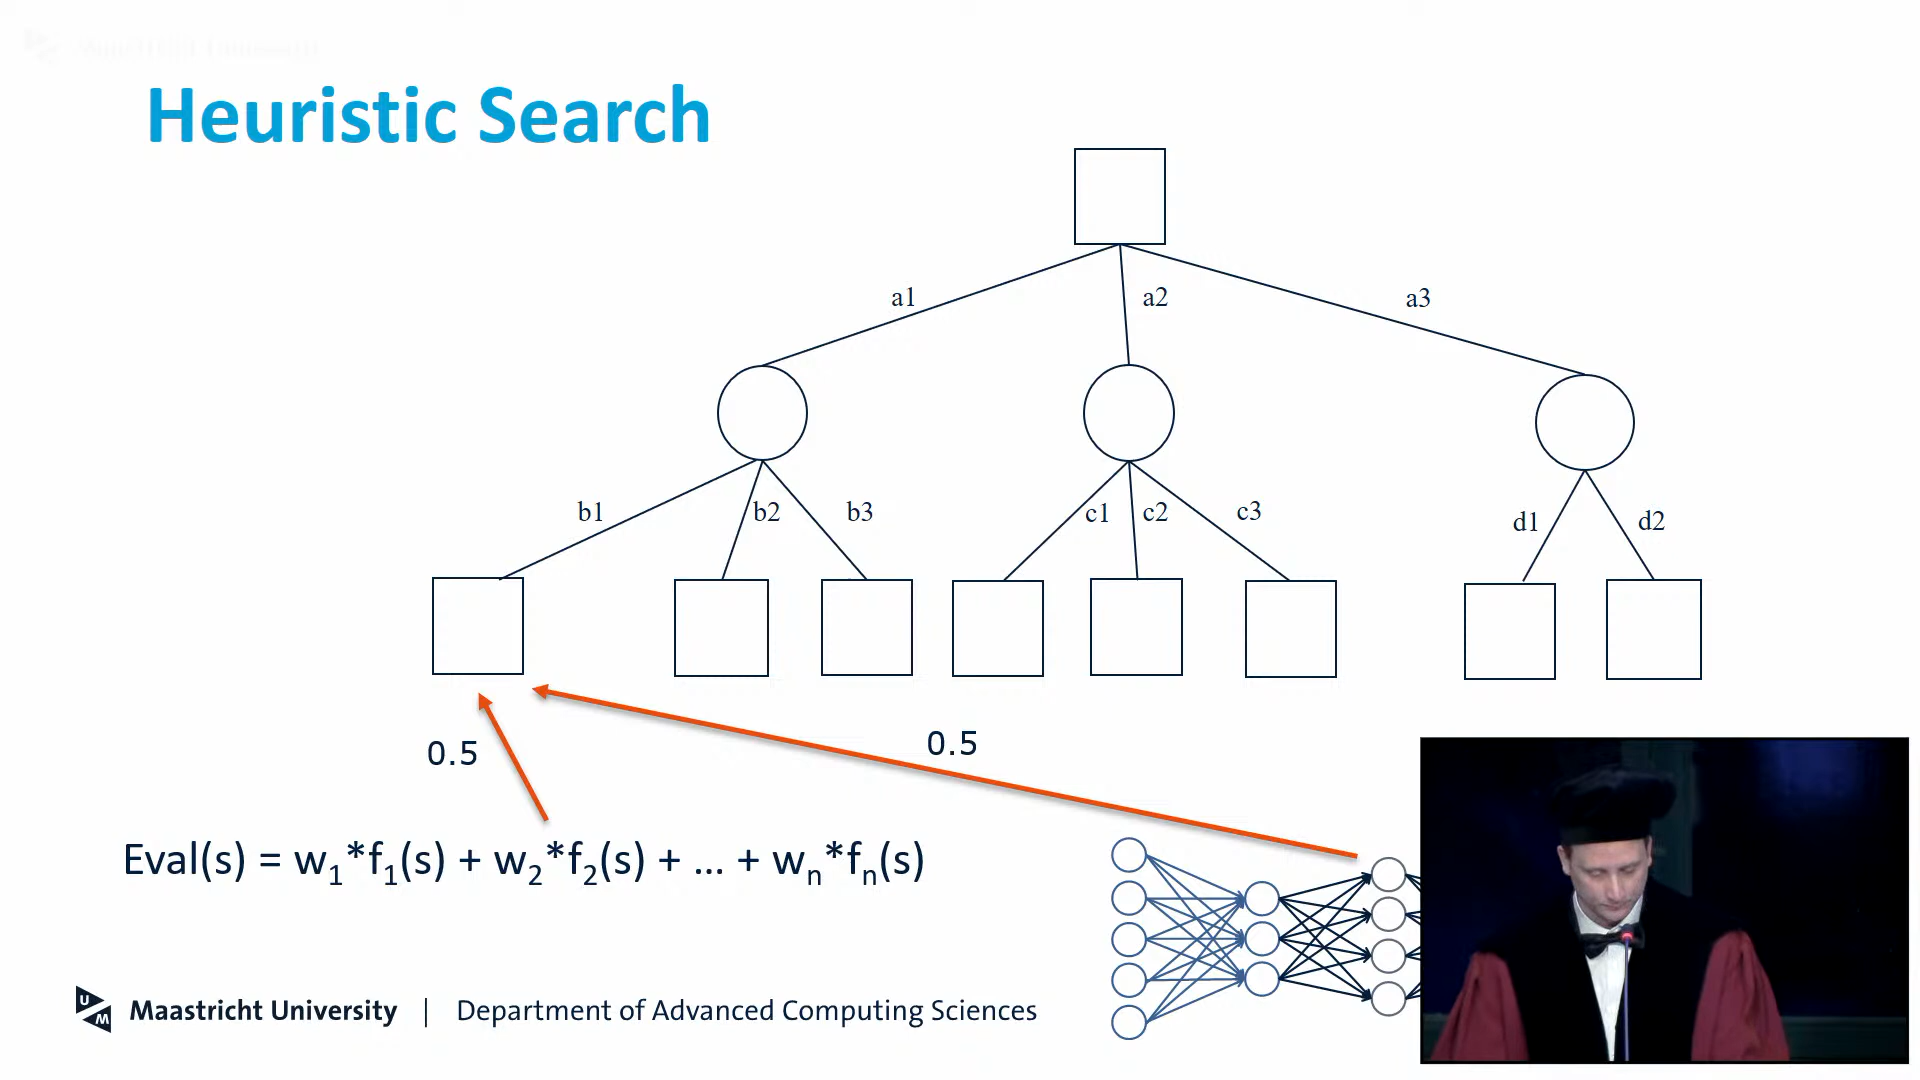 Heuristic Search
a1
a2
a3
b1
b2
b3
c1
c2
c3
d1
d2
0.5
0.5
Eval(s) = w1*f1(s) + w2*f2(s) + ... + wn*fn(s)
UM
Maastricht University | Department of Advanced Computing Sciences